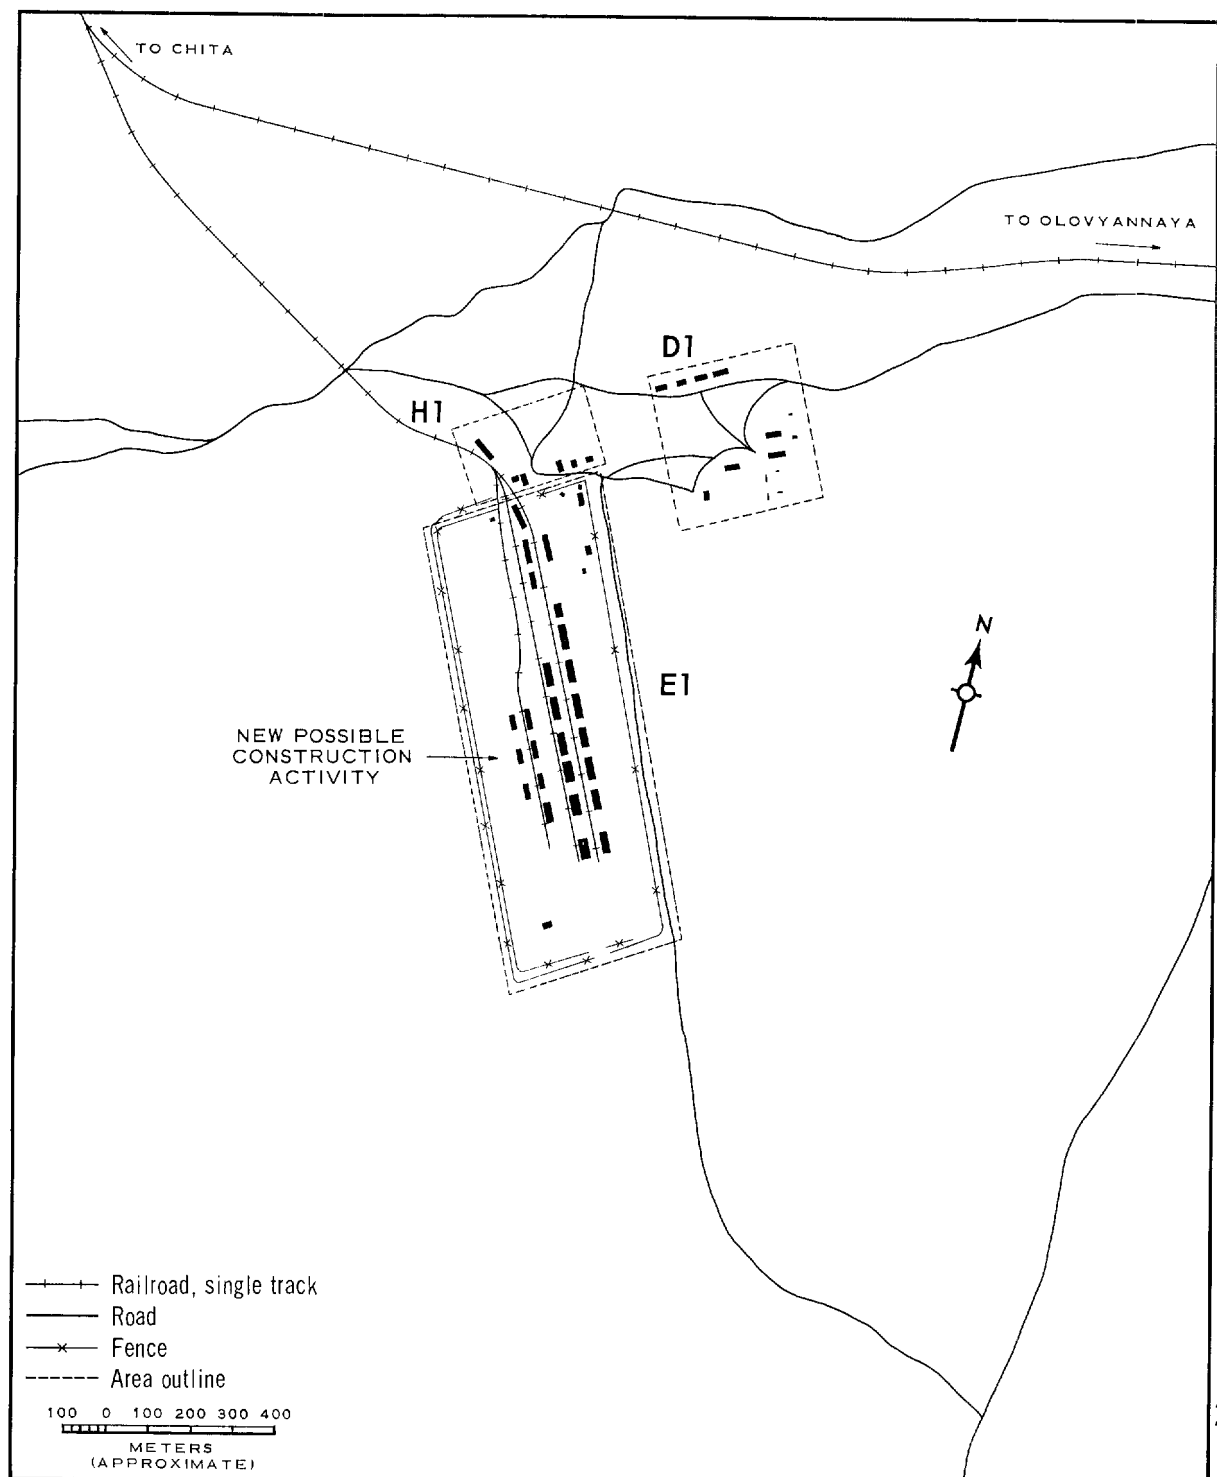 TO CHITA
TO OLOVYANNAYA
D1
H1
N
E1
NEW POSSIBLE
CONSTRUCTION
ACTIVITY
Railroad, single track
Road
Fence
Area outline
100 0 100 200 300 400
METERS
(APPROXIMATE)